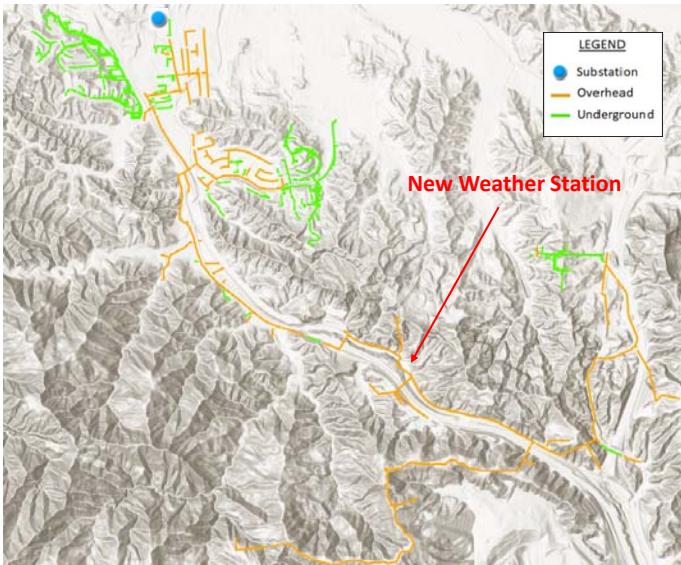 LEGEND
Substation
Overhead
Underground
New Weather Station